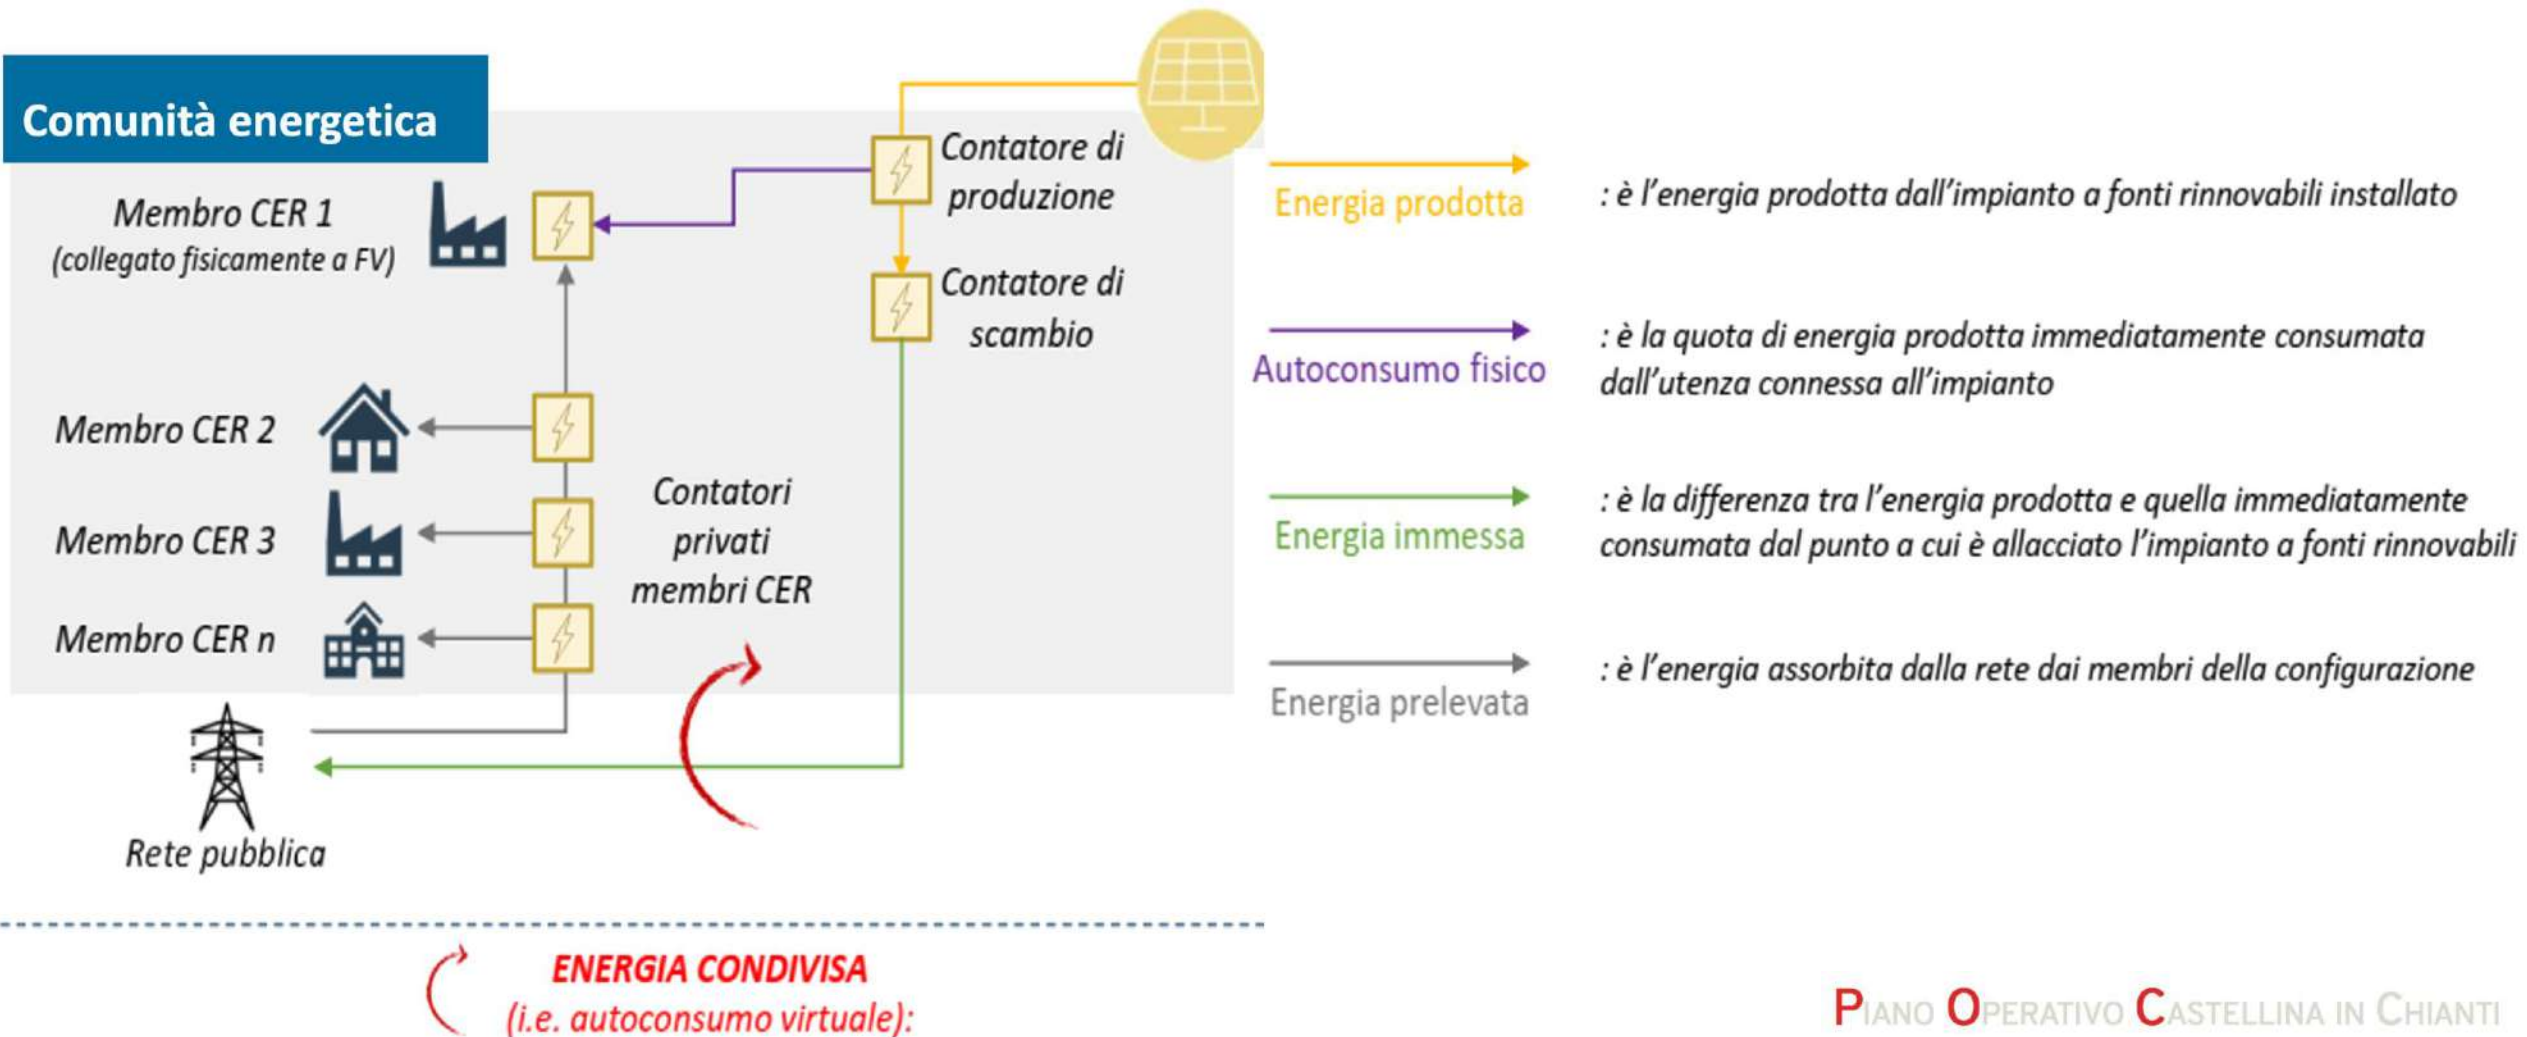 Comunità energetica
Membro CER 1
(collegato fisicamente a FV)
Membro CER 2
Membro CER 3
Membro CER n
Rete pubblica
Contatore di
produzione
Contatore di
scambio
Contatori
privati
membri CER
Energia prodotta
: è l'energia prodotta dall'impianto a fonti rinnovabili installato
Autoconsumo fisico
: è la quota di energia prodotta immediatamente consumata
dall'utenza connessa all'impianto
Energia immessa
: è la differenza tra l'energia prodotta e quella immediatamente
consumata dal punto a cui è allacciato l'impianto a fonti rinnovabili
Energia prelevata
: è l'energia assorbita dalla rete dai membri della configurazione
ENERGIA CONDIVISA
(i.e. autoconsumo virtuale):
PIANO OPERATIVO CASTELLINA IN CHIANTI